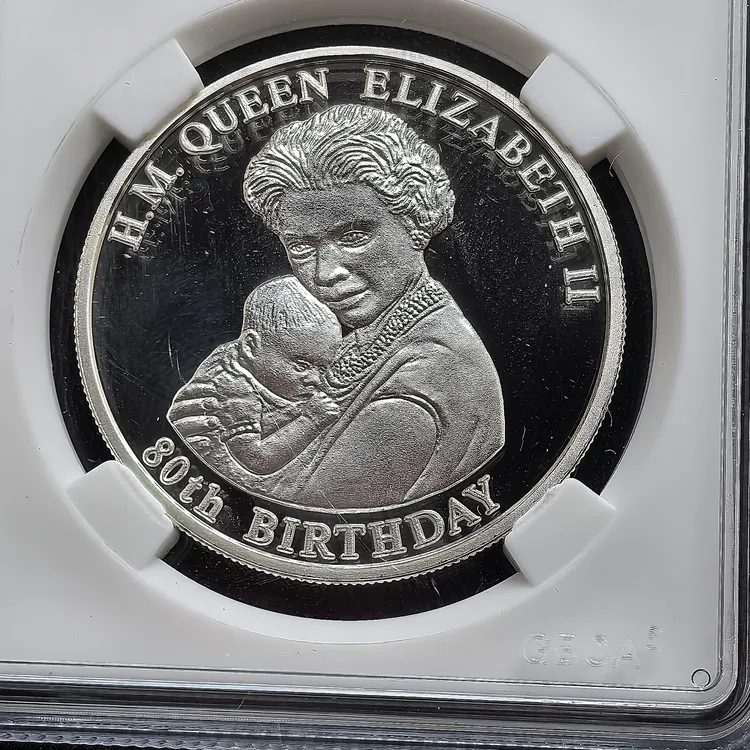 H.M. QUEEN ELIZABETH II
80th BIRTHDAY